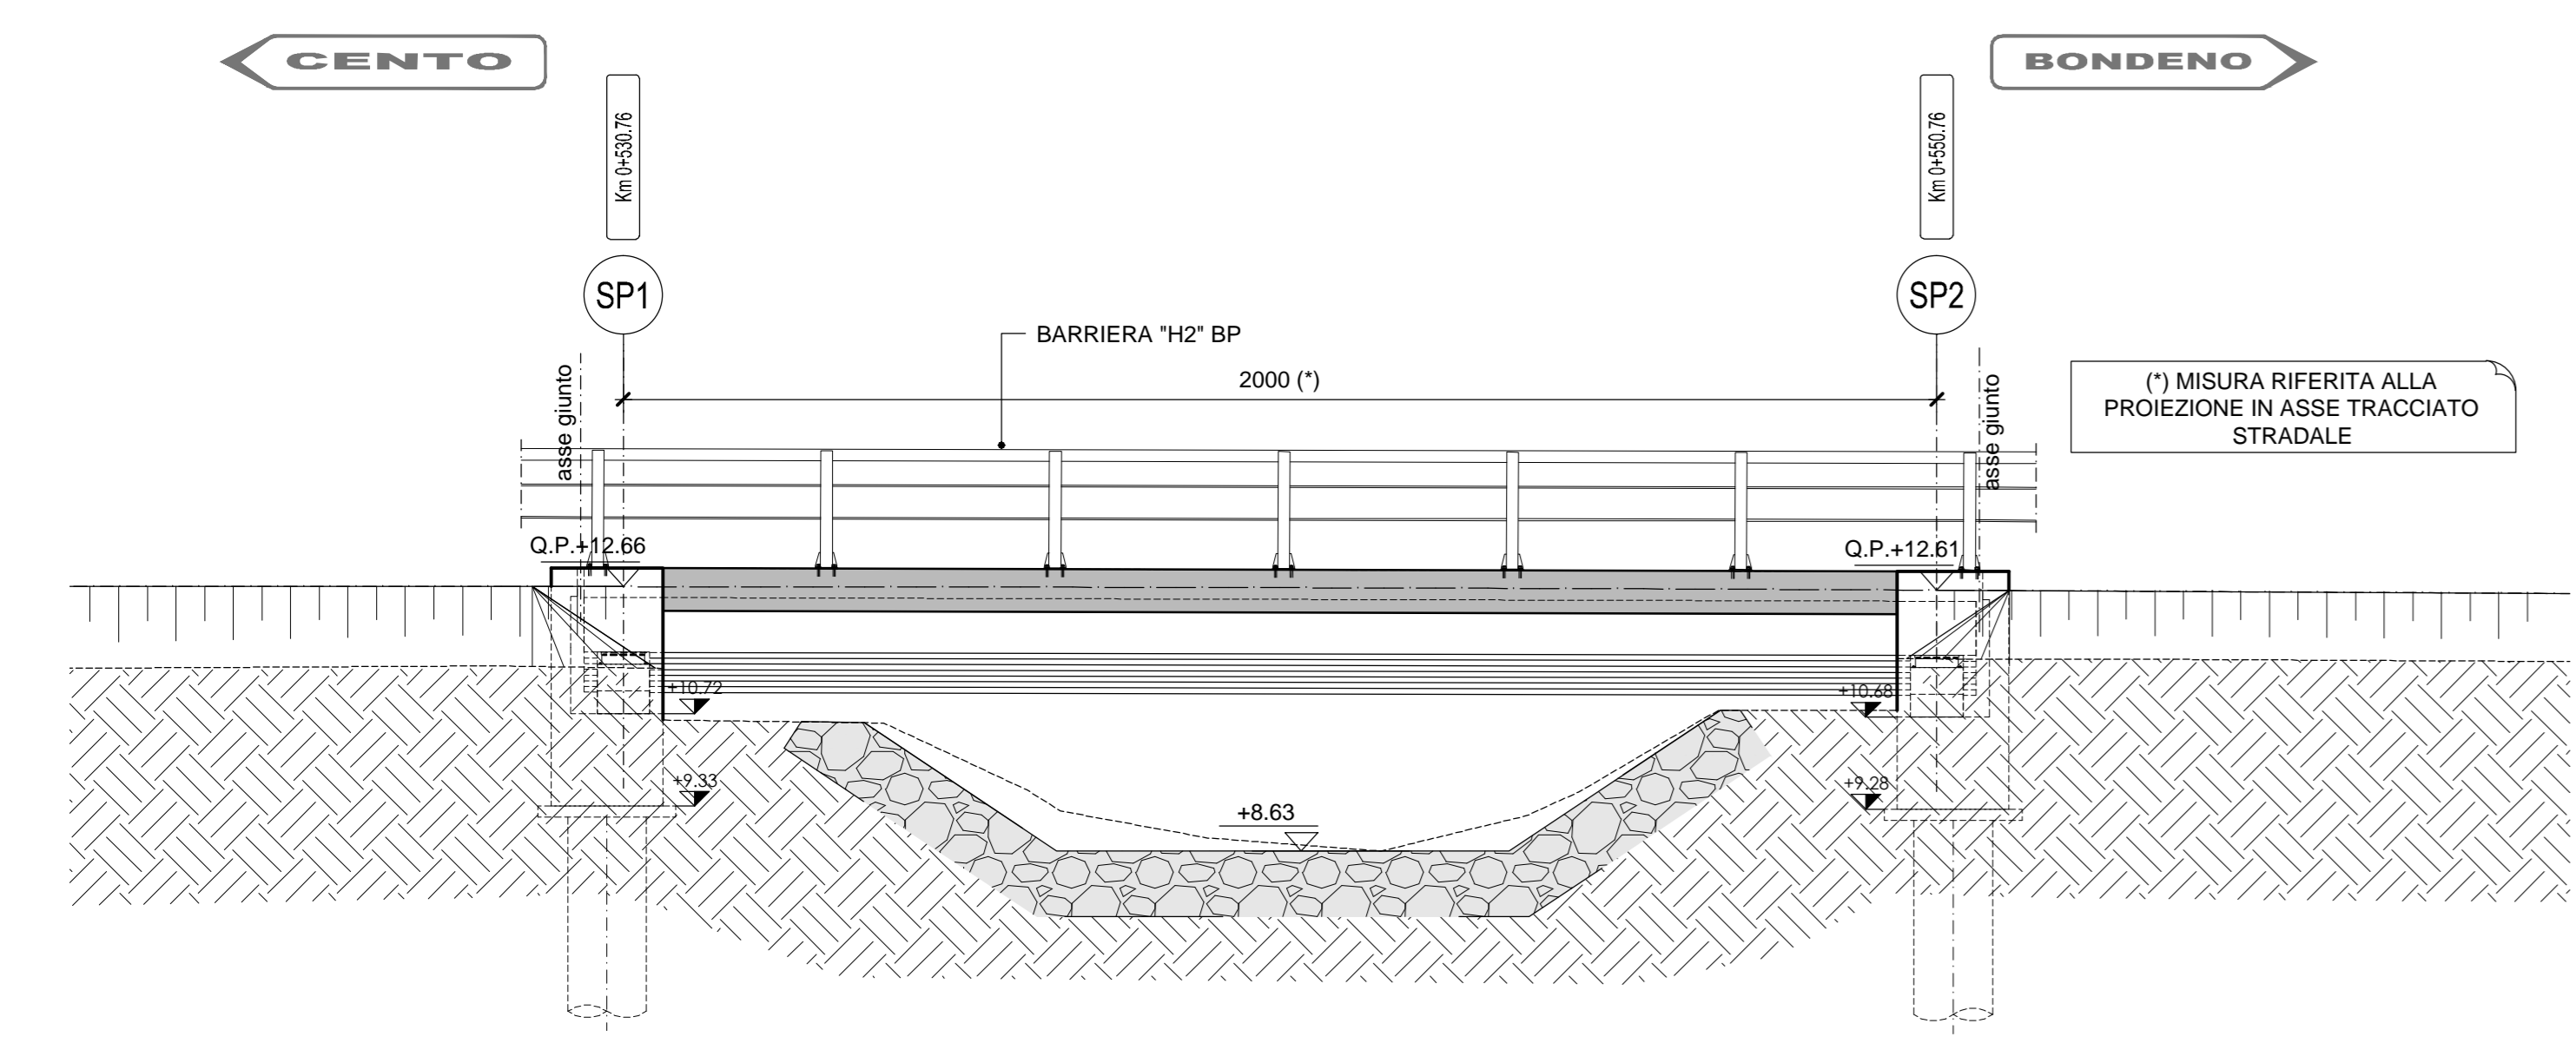 CENTO
BONDENO
Km 0+530.76
Km 0+550.76
SP1
SP2
BARRIERA "H2" BP
2000 (*)
asse giunto
asse giunto
(*) MISURA RIFERITA ALLA
PROIEZIONE IN ASSE TRACCIATO
STRADALE
Q.P.+12.66
Q.P.+12.61
+10.72
+10.68
+9.33
+9.28
+8.63